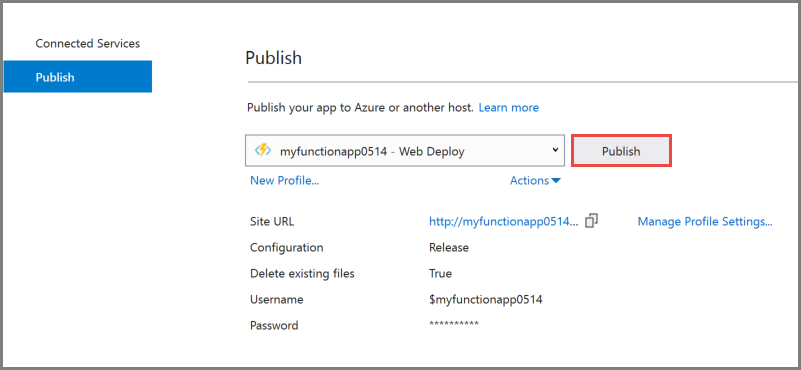 Connected Services
Publish
Publish
Publish your app to Azure or another host. Learn more
myfunctionapp0514 - Web Deploy
Publish
New Profile...
Actions
Site URL http://myfunctionapp0514... Manage Profile Settings...
Configuration Release
Delete existing files True
Username $myfunctionapp0514
Password **********